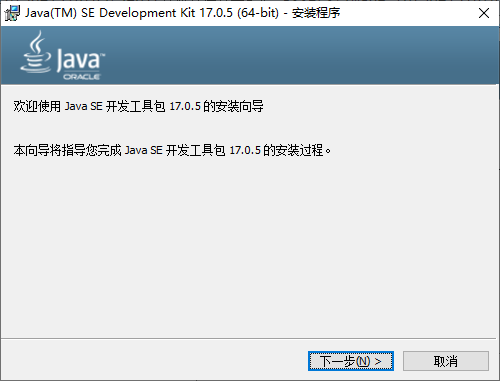 Java(TM) SE Development Kit 17.0.5 (64-bit) - 安装程序
Java™
ORACLE
欢迎使用 Java SE 开发工具包 17.0.5 的安装向导
本向导将指导您完成 Java SE 开发工具包 17.0.5 的安装过程。
下一步(N) >
取消